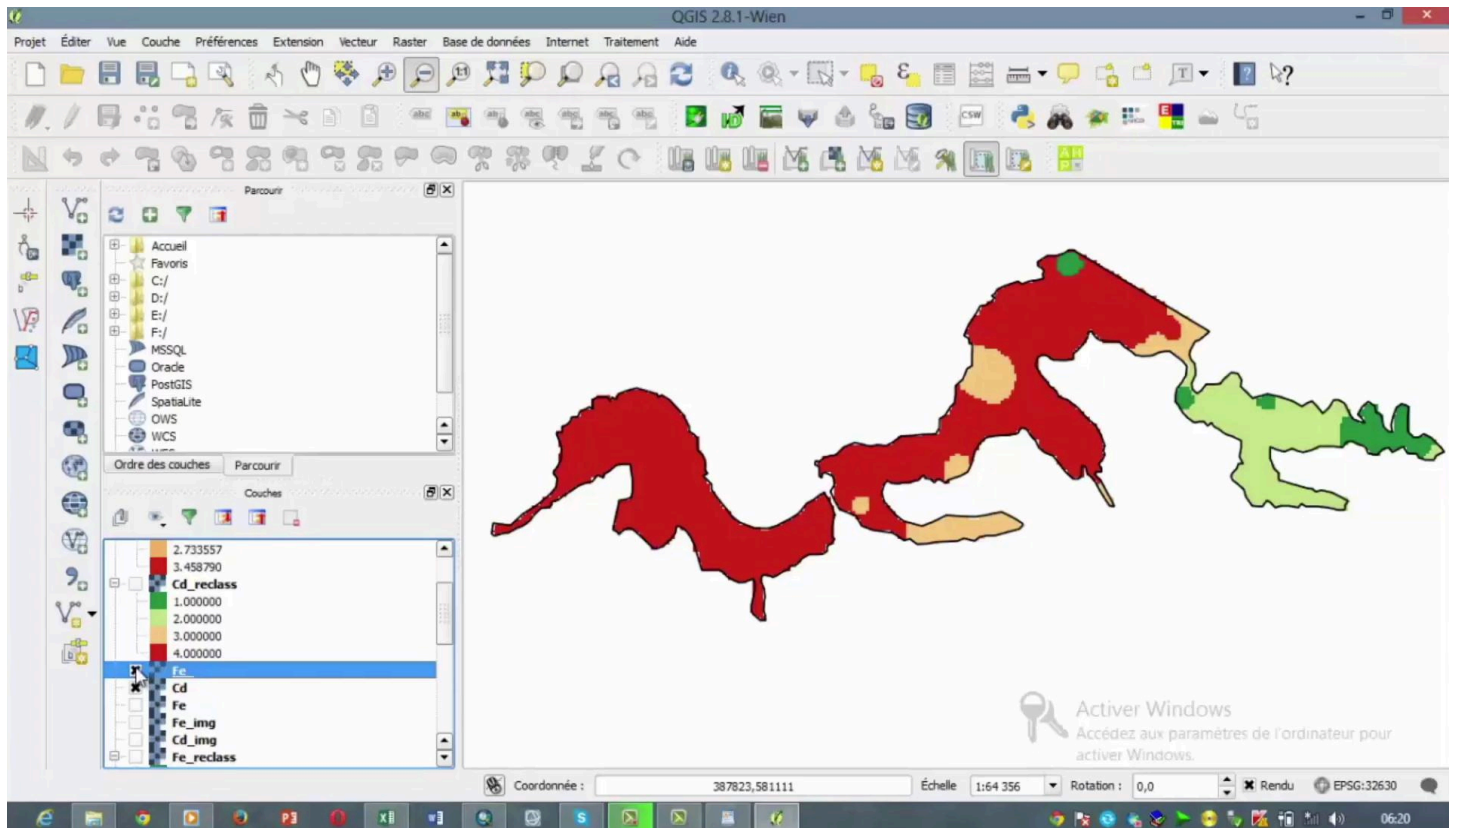 QGIS 2.8.1-Wien
Projet Éditer Vue Couche Préférences Extension Vecteur Raster Base de données Internet Traitement Aide
Parcourir
Accueil
Favoris
C:/
D:/
E:/
F:/
MSSQL
Oracle
PostGIS
SpatiaLite
OWS
WCS
Ordre des couches Parcourir
Couches
2.733557
3.458790
Cd_reclass
1.000000
2.000000
3.000000
4.000000
Fe_
Cd
Fe
Fe_img
Cd_img
Fe_reclass
Activer Windows
Accédez aux paramètres de l'ordinateur pour
activer Windows.
Coordonnée : 387823,581111 Échelle 1:64 356 Rotation : 0,0 Rendu EPSG:32630
06:20